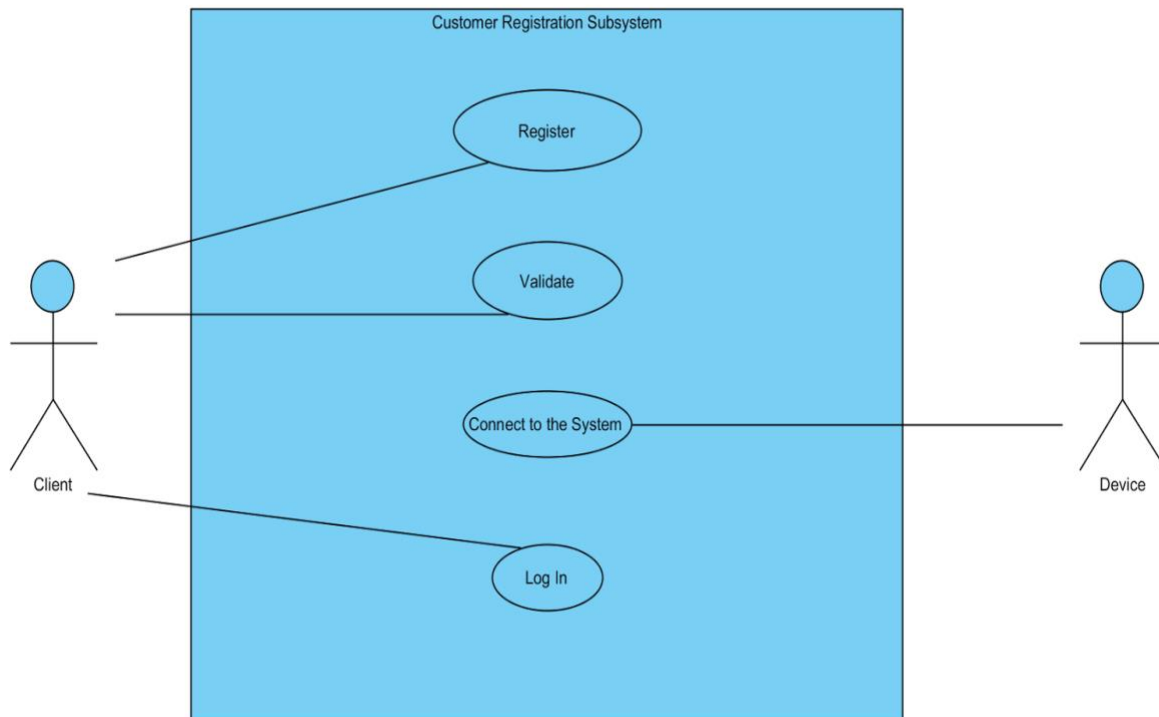 Customer Registration Subsystem
Register
Validate
Connect to the System
Client
Device
Log In